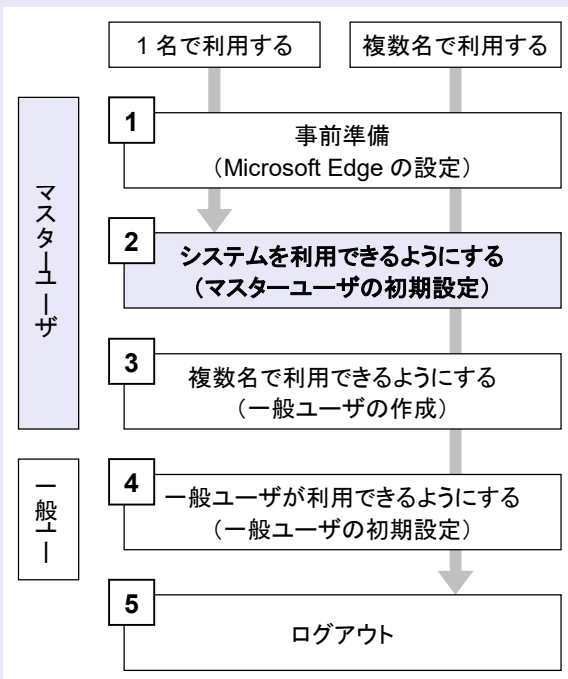 1 名で利用する
複数名で利用する
マスターユーザ
1
事前準備
（Microsoft Edge の設定）
2
システムを利用できるようにする
（マスターユーザの初期設定）
3
複数名で利用できるようにする
（一般ユーザの作成）
一般ユー
4
一般ユーザが利用できるようにする
（一般ユーザの初期設定）
5
ログアウト